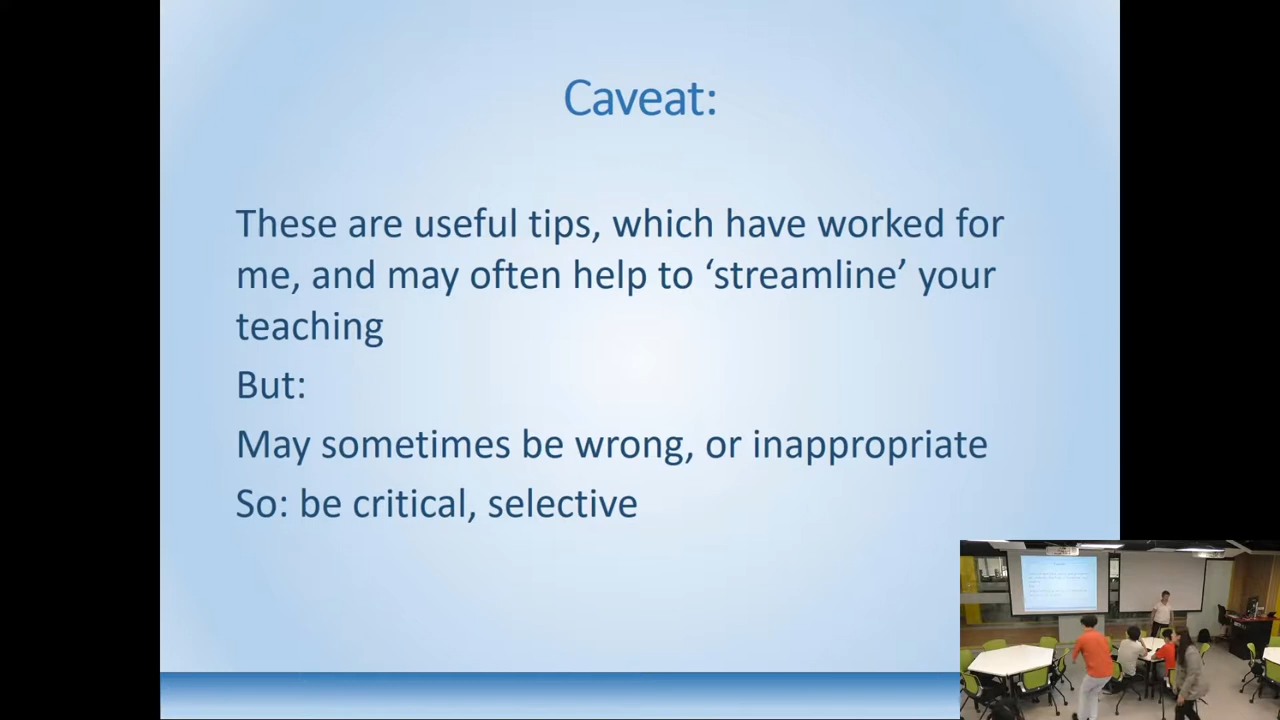 Caveat:
These are useful tips, which have worked for
me, and may often help to ‘streamline’ your
teaching
But:
May sometimes be wrong, or inappropriate
So: be critical, selective